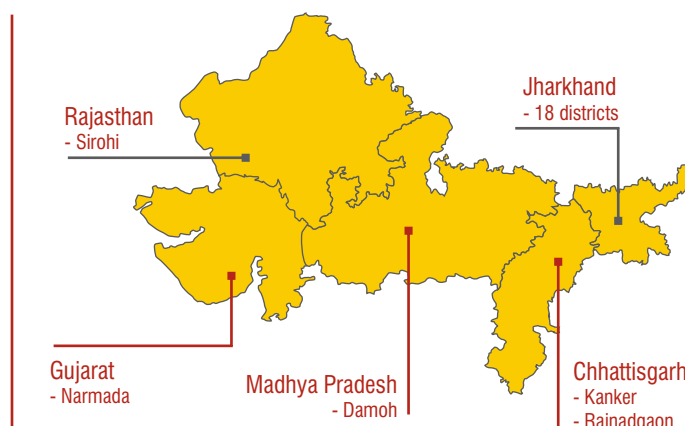 Rajasthan
- Sirohi
Jharkhand
- 18 districts
Gujarat
- Narmada
Madhya Pradesh
- Damoh
Chhattisgarh
- Kanker
- Rajnadgaon